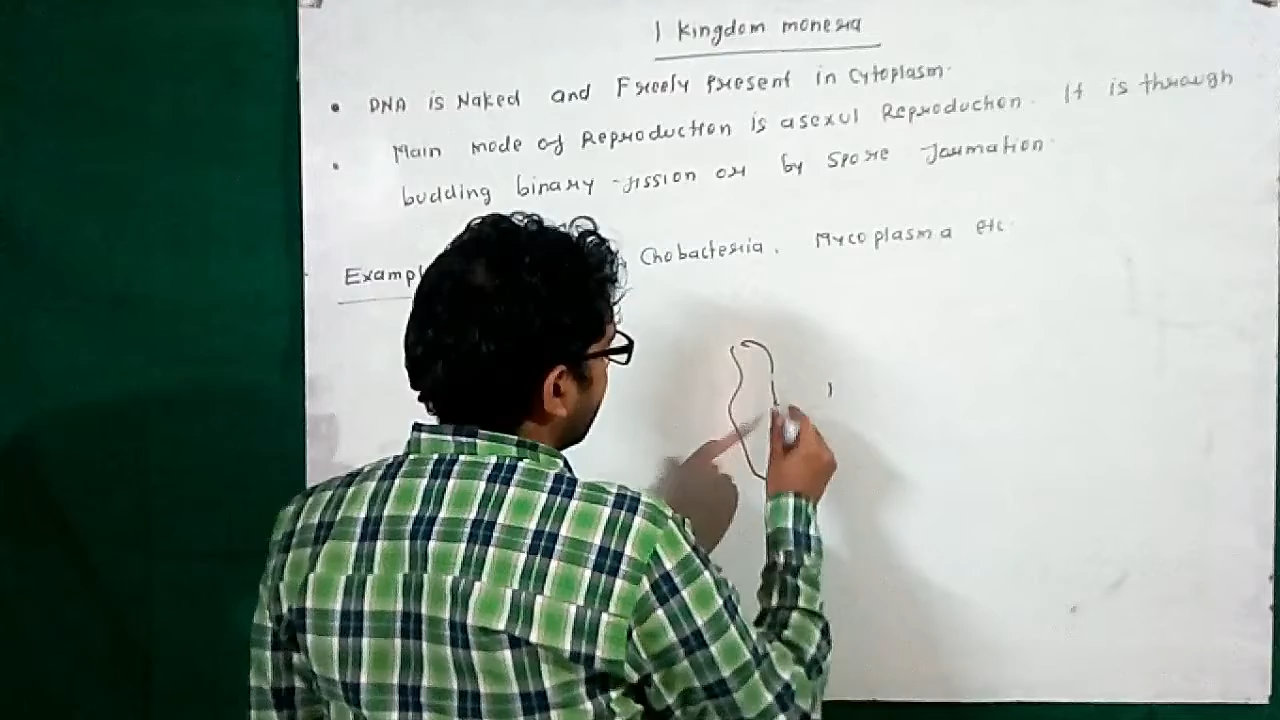 1 Kingdom monera
• DNA is Naked and Freely Present in Cytoplasm.
• Main mode of Reproduction is asexul Reproduction. It is through
budding binary-fission or by spore formation.
Exampl Chobacteria, Mycoplasma etc.